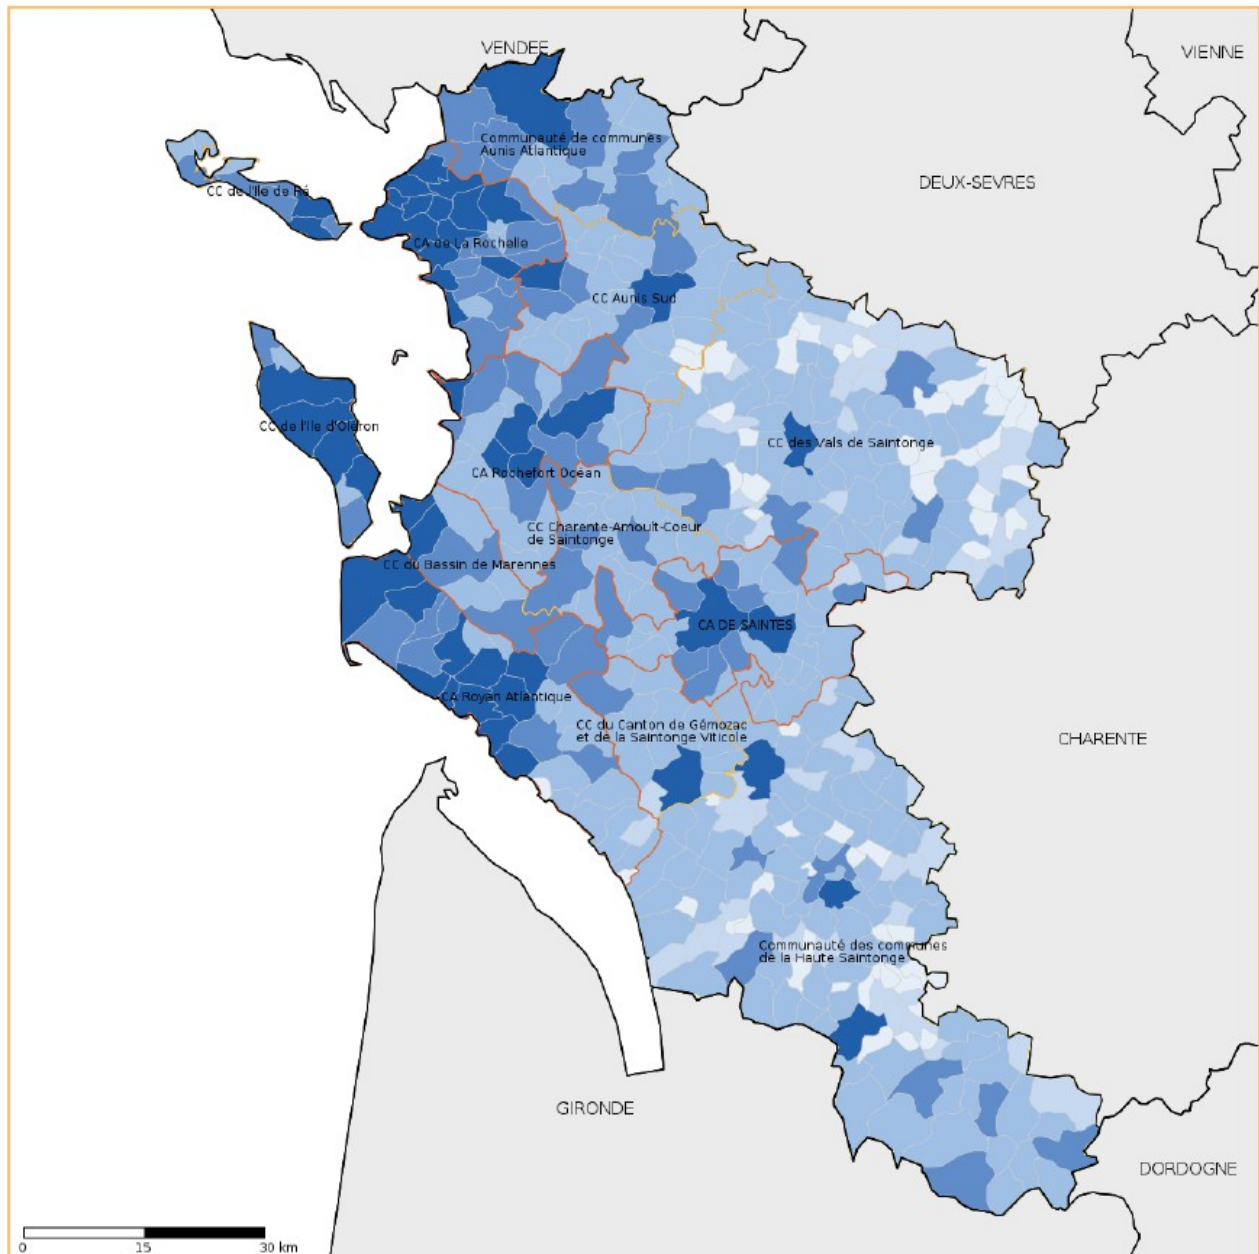 VENDEE
VIENNE
Communauté de communes
Aunis Atlantique
DEUX-SEVRES
CC de l'Ile de Ré
CA de La Rochelle
CC Aunis Sud
CC de l'Ile d'Oléron
CC des Vals de Saintonge
CA Rochefort Océan
CC Charente-Arnoult-Coeur
de Saintonge
CC du Bassin de Marennes
CA DE SAINTES
CA Royan Atlantique
CC du Canton de Gémozac
et de la Saintonge Viticole
CHARENTE
Communauté des communes
de la Haute Saintonge
GIRONDE
DORDOGNE
0 15 30 km